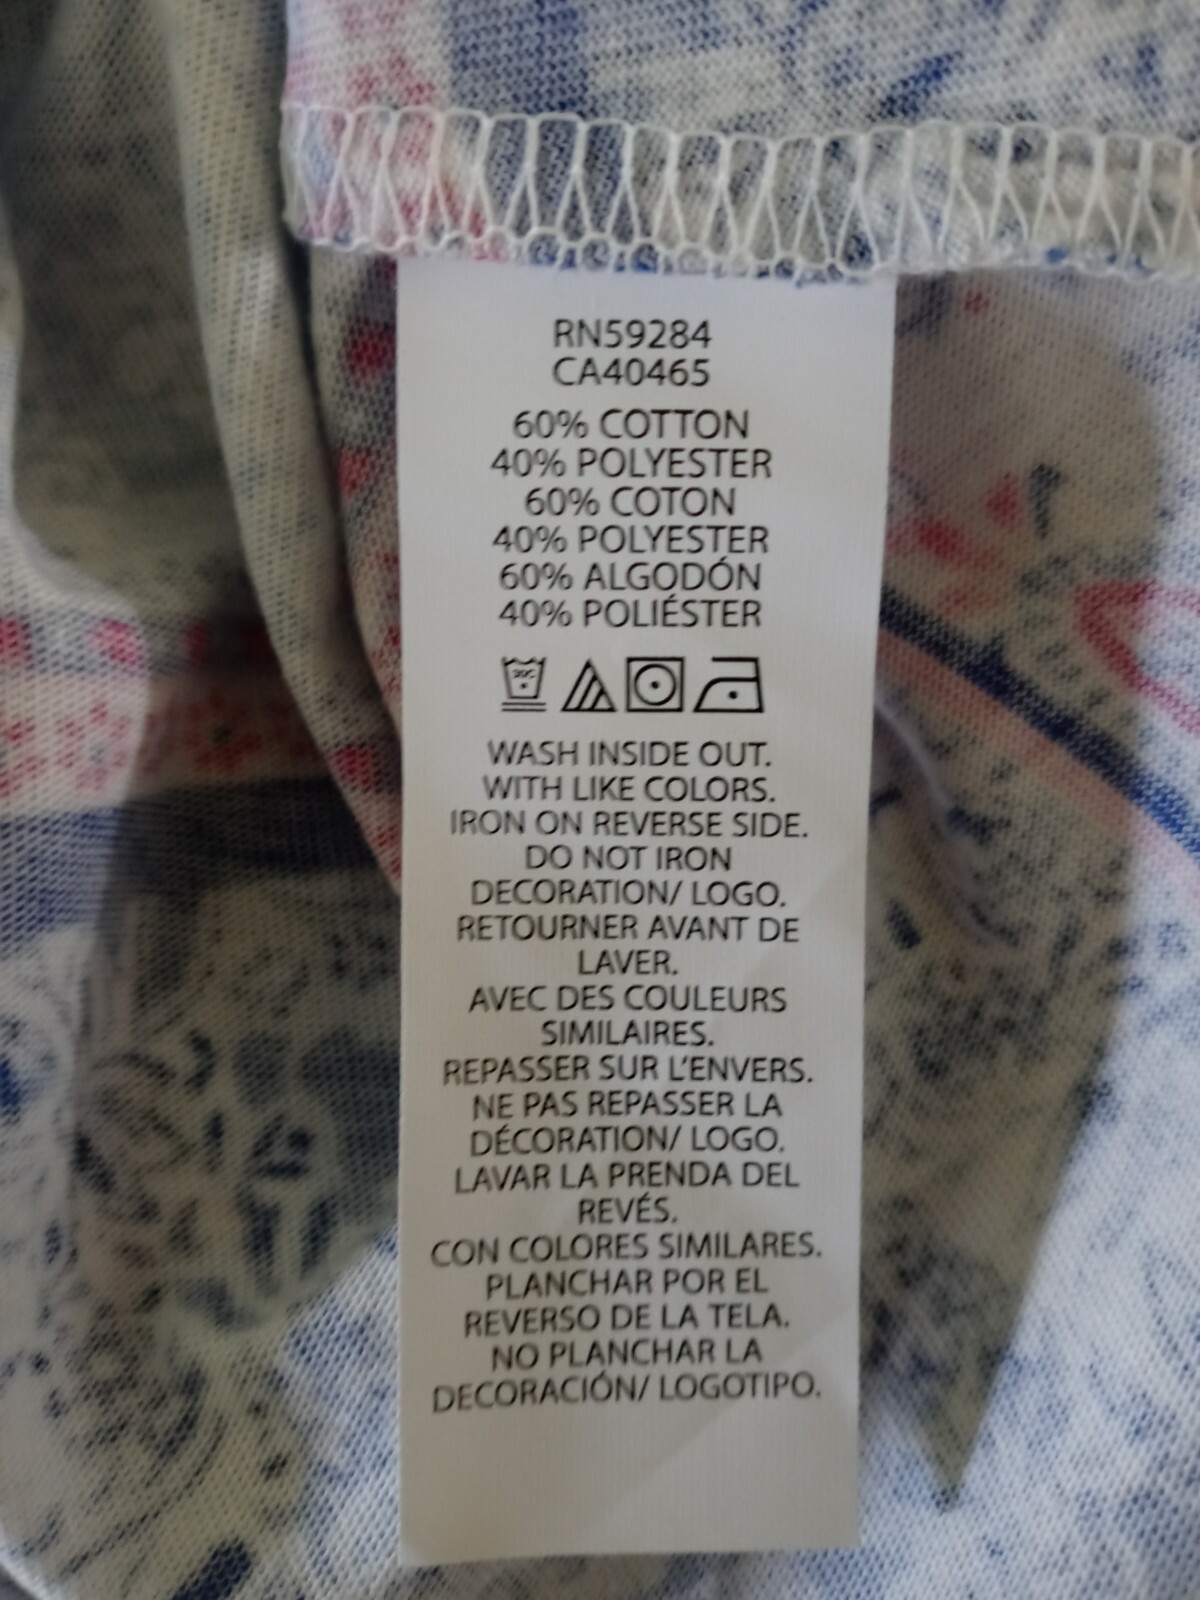 RN59284
CA40465
60% COTTON
40% POLYESTER
60% COTON
40% POLYESTER
60% ALGODÓN
40% POLIÉSTER
30C
WASH INSIDE OUT.
WITH LIKE COLORS.
IRON ON REVERSE SIDE.
DO NOT IRON
DECORATION/ LOGO.
RETOURNER AVANT DE
LAVER.
AVEC DES COULEURS
SIMILAIRES.
REPASSER SUR L'ENVERS.
NE PAS REPASSER LA
DÉCORATION/ LOGO.
LAVAR LA PRENDA DEL
REVÉS.
CON COLORES SIMILARES.
PLANCHAR POR EL
REVERSO DE LA TELA.
NO PLANCHAR LA
DECORACIÓN/ LOGOTIPO.